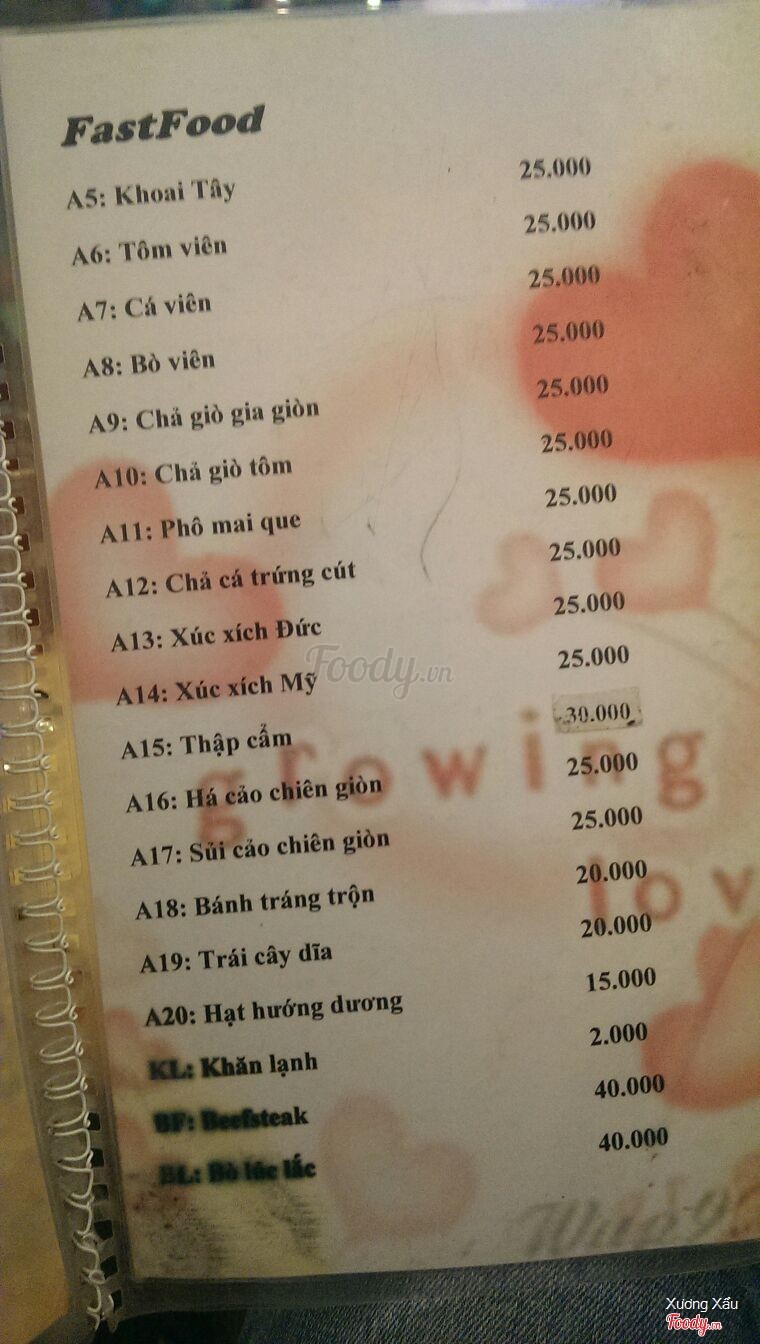 FastFood
A5: Khoai Tây 25.000
A6: Tôm viên 25.000
A7: Cá viên 25.000
A8: Bò viên 25.000
A9: Chả giò gia giòn 25.000
A10: Chả giò tôm 25.000
A11: Phô mai que 25.000
A12: Chả cá trứng cút 25.000
A13: Xúc xích Đức 25.000
A14: Xúc xích Mỹ 25.000
A15: Thập cẩm 30.000
A16: Há cảo chiên giòn 25.000
A17: Sủi cảo chiên giòn 25.000
A18: Bánh tráng trộn 20.000
A19: Trái cây dĩa 20.000
A20: Hạt hướng dương 15.000
KL: Khăn lạnh 2.000
BF: Beefsteak 40.000
BL: Bò lúc lắc 40.000
growing
lov
Foody.vn
Xương Xẩu
Foody.vn